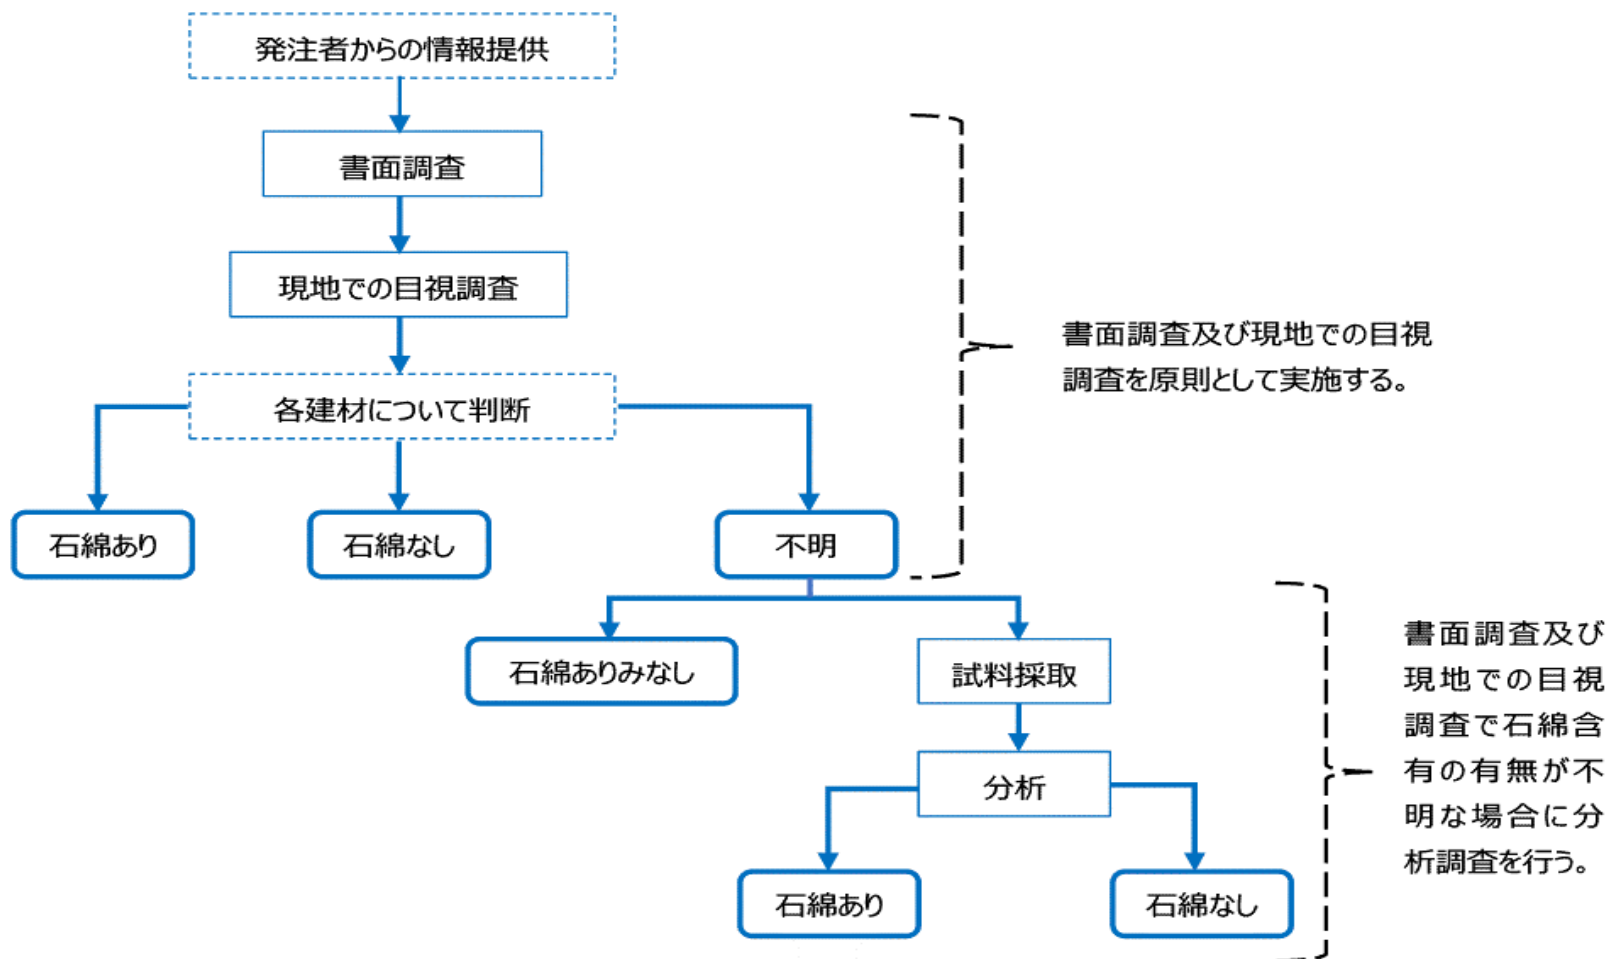 発注者からの情報提供
書面調査
現地での目視調査
書面調査及び現地での目視
調査を原則として実施する。
各建材について判断
石綿あり
石綿なし
不明
石綿ありみなし
試料採取
分析
石綿あり
石綿なし
書面調査及び
現地での目視
調査で石綿含
有の有無が不
明な場合に分
析調査を行う。